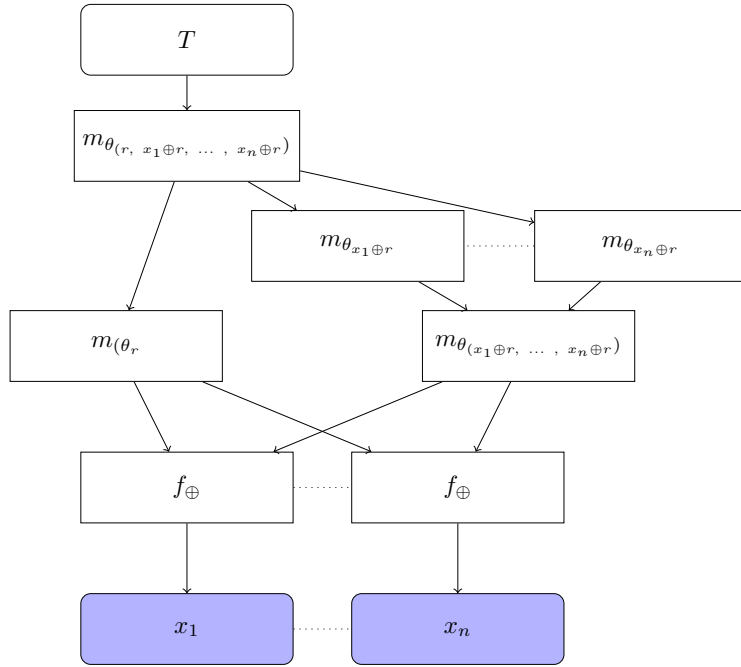 T
m_{θ_{(r, x_1⊕r, … , x_n⊕r)}}
m_{θ_{x_1⊕r}} m_{θ_{x_n⊕r}}
m_{(θ_r} m_{θ_{(x_1⊕r, … , x_n⊕r)}}
f_⊕ f_⊕
x_1 x_n